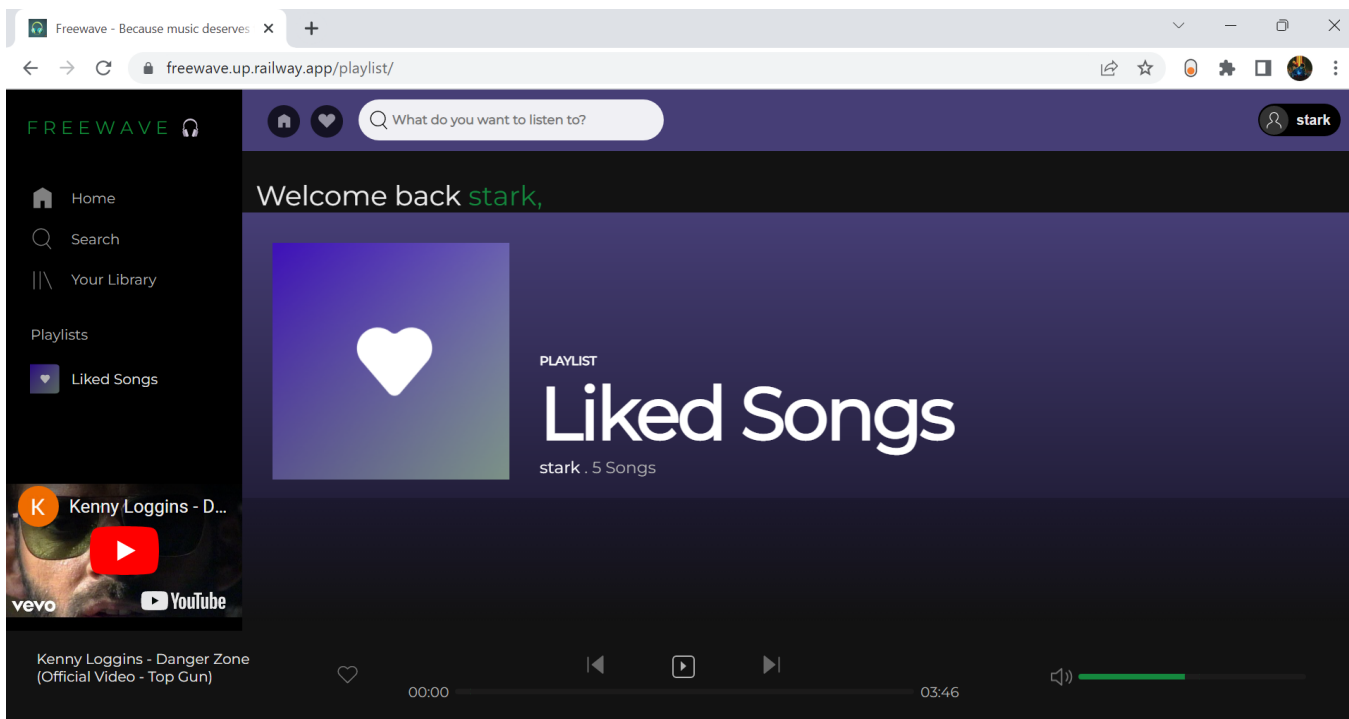 Freewave - Because music deserves
freewave.up.railway.app/playlist/
FREEWAVE
What do you want to listen to?
stark
Home
Search
Your Library
Playlists
Liked Songs
Welcome back stark,
PLAYLIST
Liked Songs
stark . 5 Songs
K
Kenny Loggins - D...
vevo
YouTube
Kenny Loggins - Danger Zone
(Official Video - Top Gun)
00:00
03:46